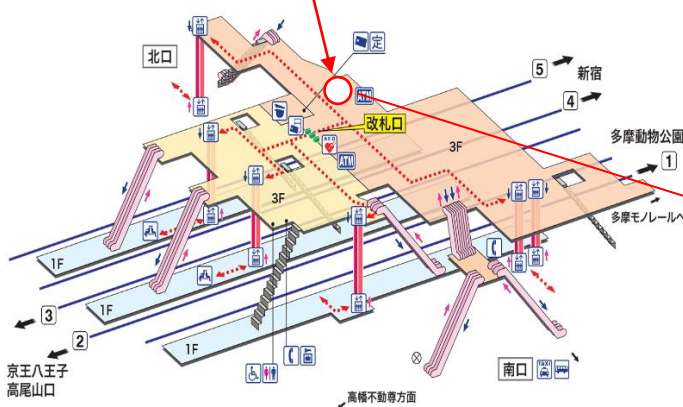 北口
定
5
新宿
4
ATM
改札口
多摩動物公園
1
AED
ATM
3F
3F
多摩モノレールへ
1F
1F
3
2
1F
京王八王子
高尾山口
南口
TAXI
高幡不動尊方面